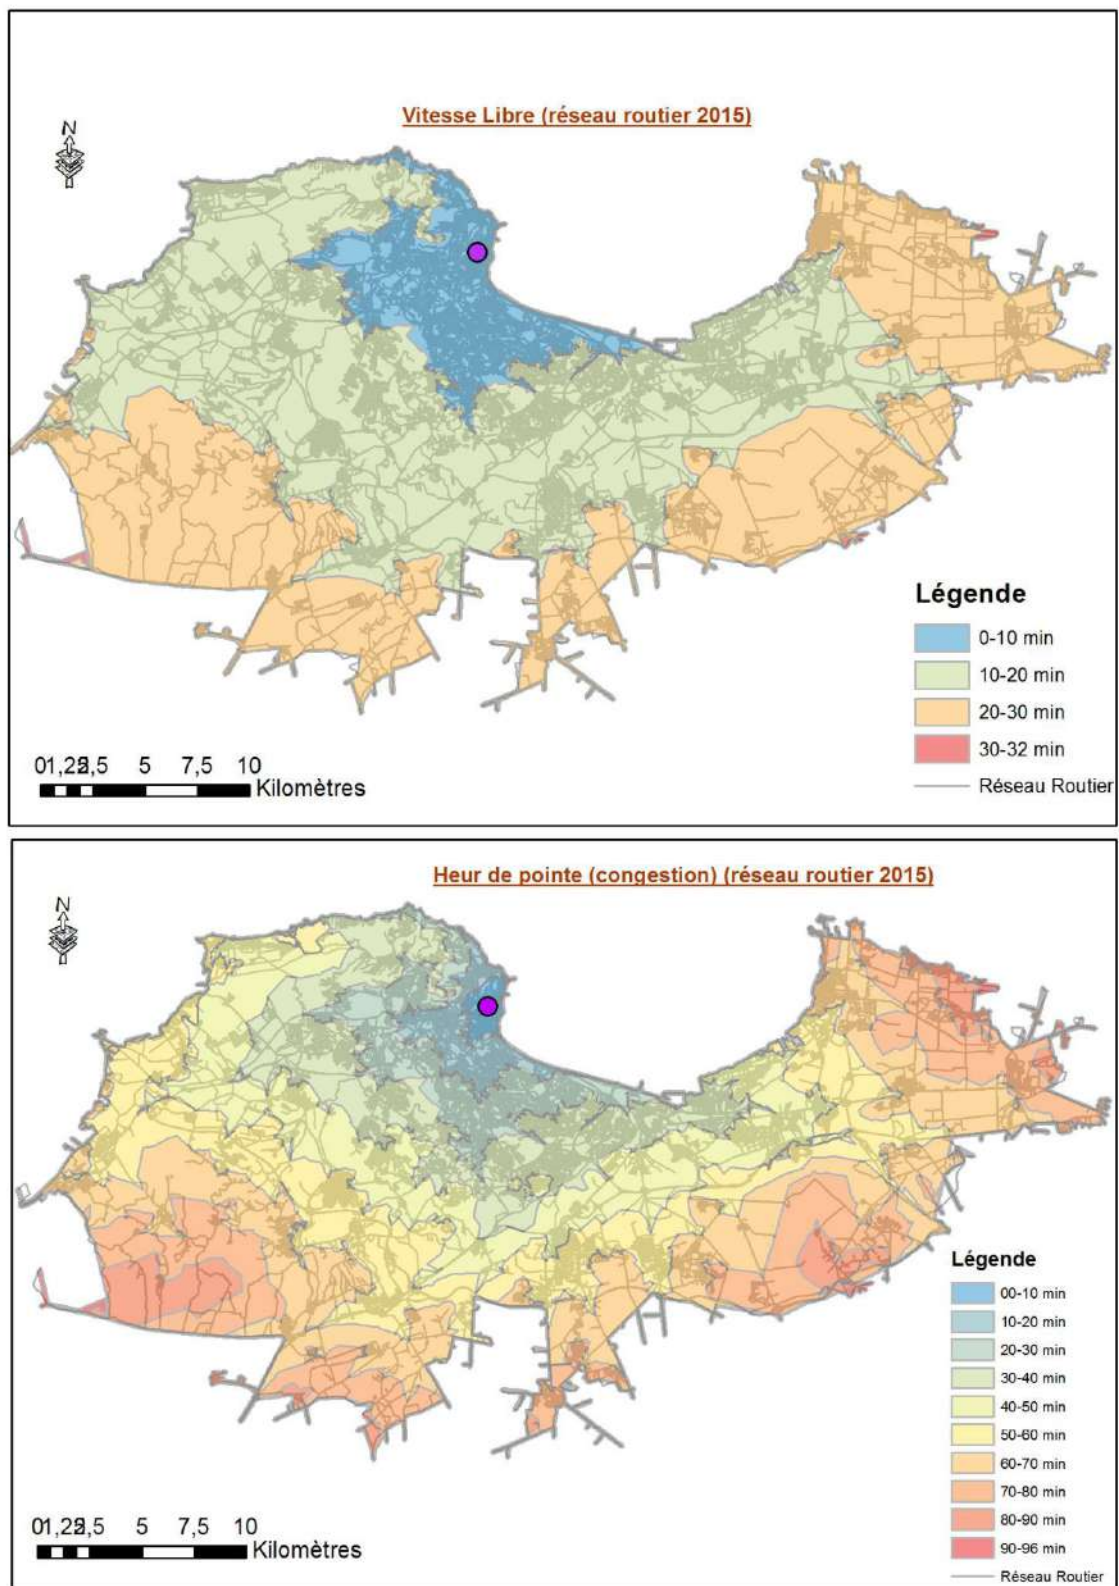 Vitesse Libre (réseau routier 2015)
N
Légende
0-10 min
10-20 min
20-30 min
30-32 min
Réseau Routier
01,252,5 5 7,5 10
Kilomètres
Heur de pointe (congestion) (réseau routier 2015)
N
Légende
00-10 min
10-20 min
20-30 min
30-40 min
40-50 min
50-60 min
60-70 min
70-80 min
80-90 min
90-96 min
Réseau Routier
01,252,5 5 7,5 10
Kilomètres